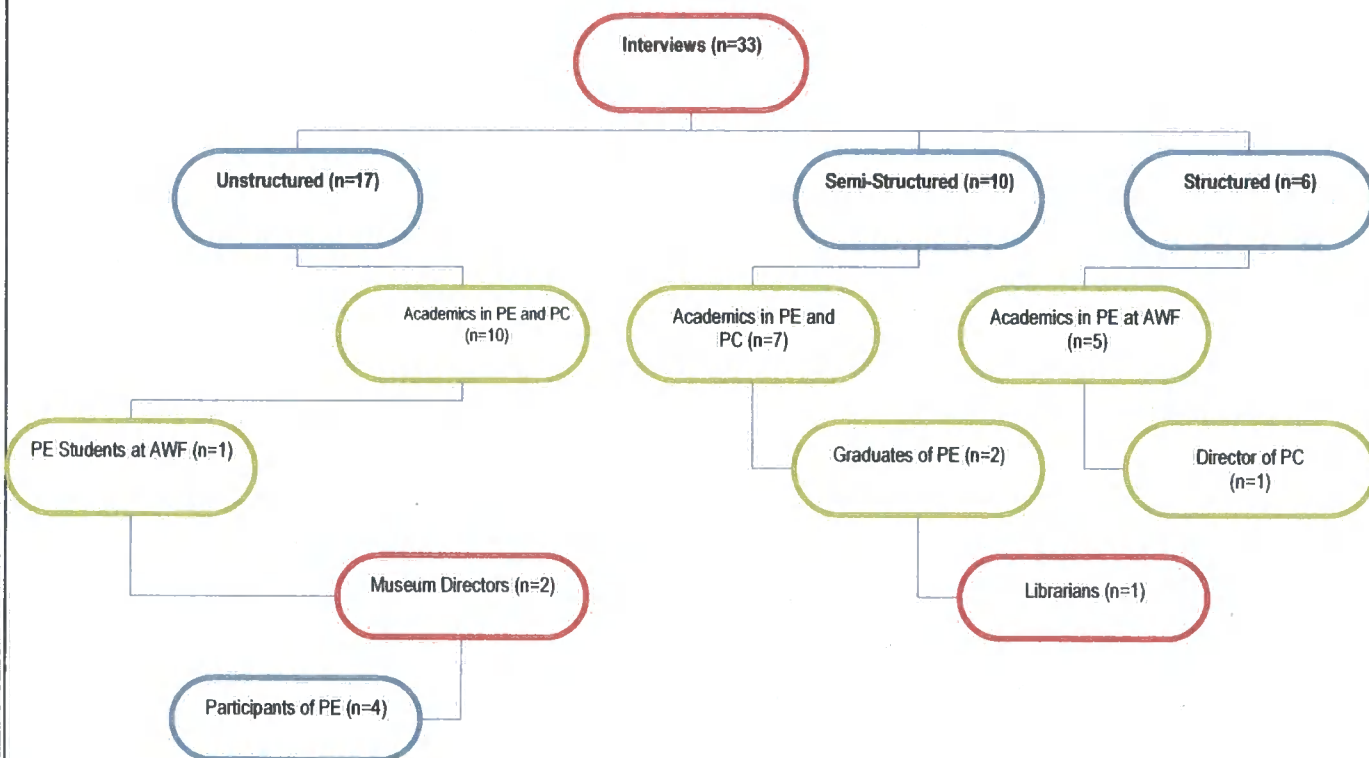 Interviews (n=33)
Unstructured (n=17)
Semi-Structured (n=10)
Structured (n=6)
Academics in PE and PC
(n=10)
Academics in PE and
PC (n=7)
Academics in PE at AWF
(n=5)
PE Students at AWF (n=1)
Graduates of PE (n=2)
Director of PC
(n=1)
Museum Directors (n=2)
Librarians (n=1)
Participants of PE (n=4)